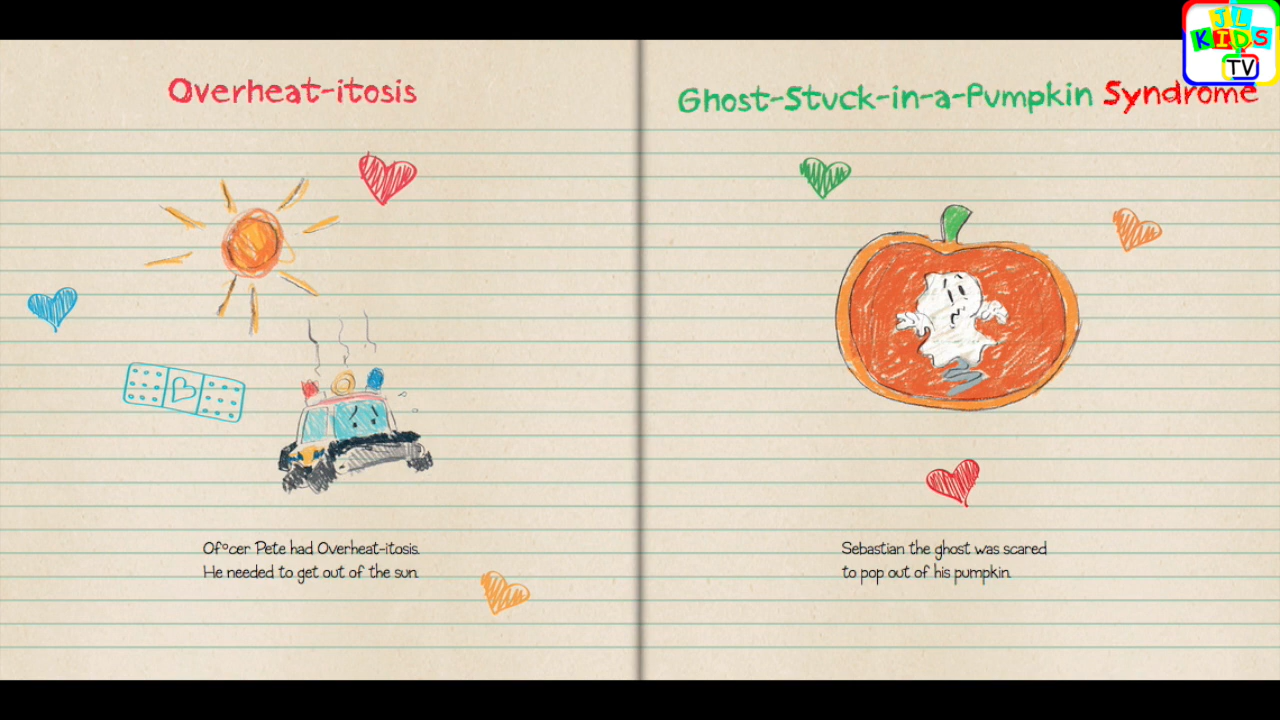 JL
KIDS
TV
Overheat-itosis
Of°cer Pete had Overheat-itosis.
He needed to get out of the sun.
Ghost-Stuck-in-a-Pumpkin Syndrome
Sebastian the ghost was scared
to pop out of his pumpkin.